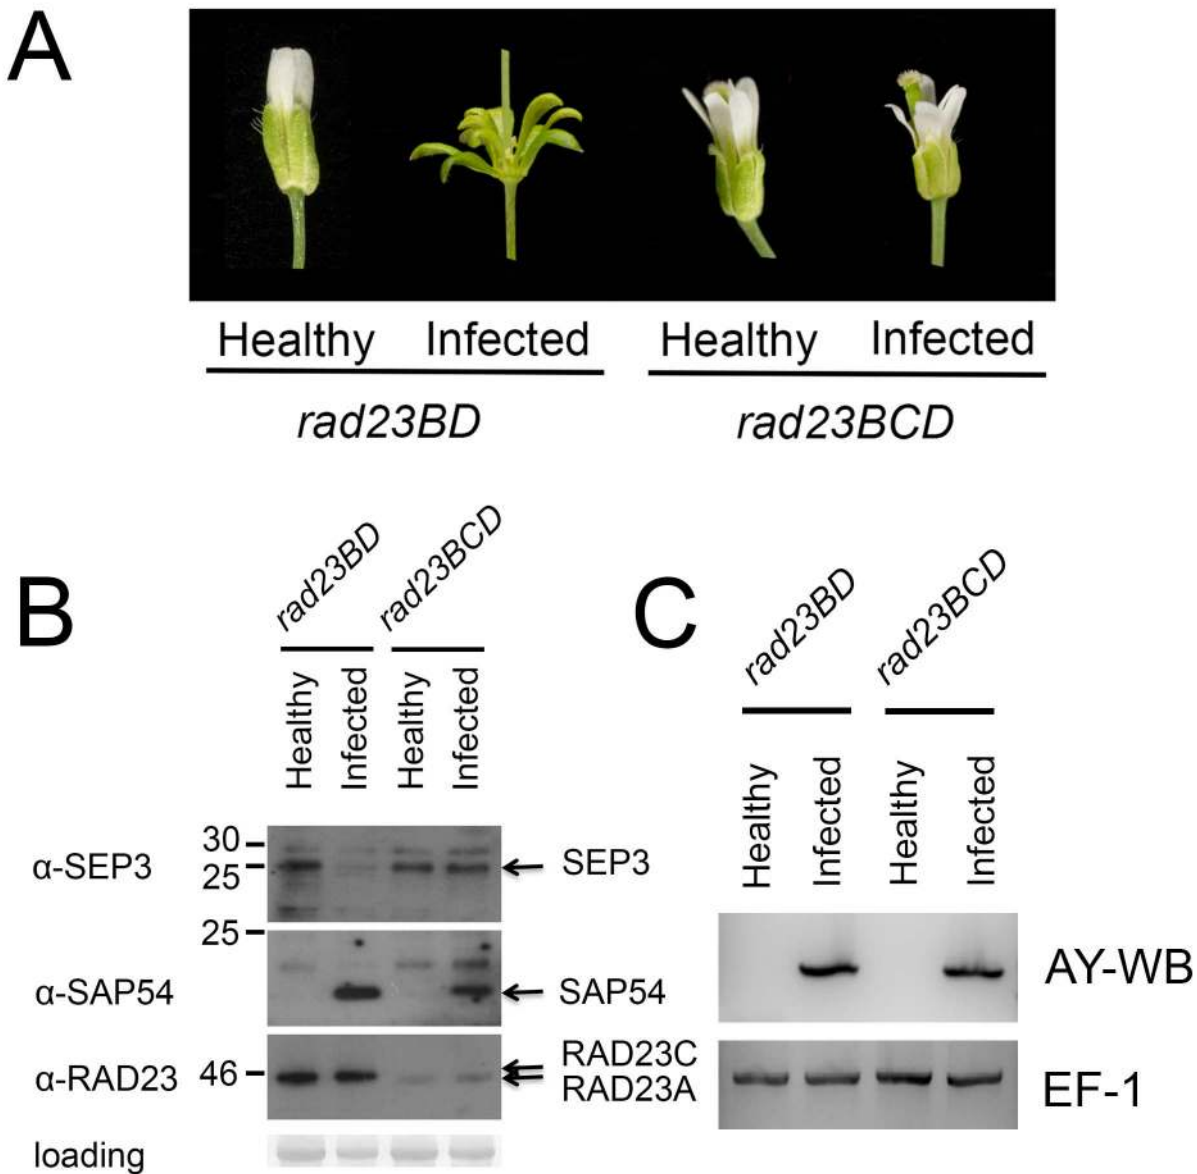 A
Healthy Infected Healthy Infected
rad23BD rad23BCD
B
rad23BD rad23BCD
Healthy Infected Healthy Infected
α-SEP3 30 25 SEP3
α-SAP54 25 SAP54
α-RAD23 46 RAD23C
RAD23A
loading
C
rad23BD rad23BCD
Healthy Infected Healthy Infected
AY-WB
EF-1